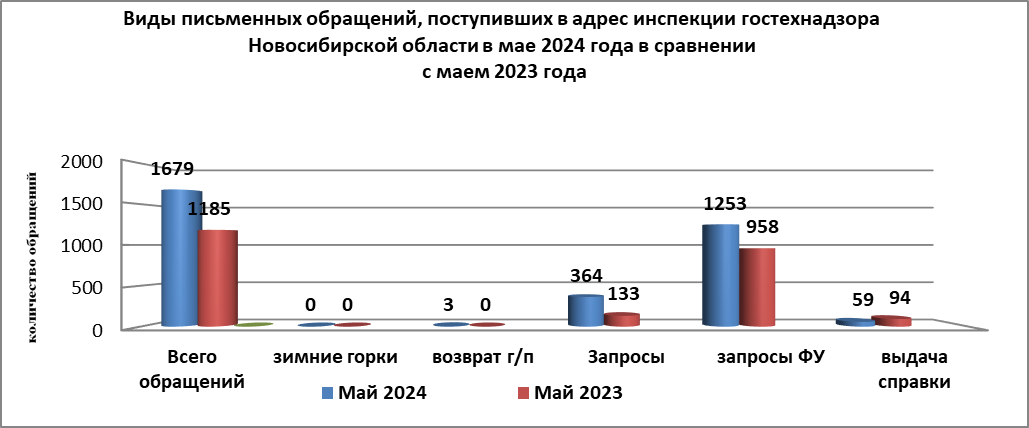 Виды письменных обращений, поступивших в адрес инспекции гостехнадзора
Новосибирской области в мае 2024 года в сравнении
с маем 2023 года
количество обращений
2000
1500
1000
500
0
1679
1185
0
0
3
0
364
133
1253
958
59
94
Всего
обращений
зимние горки
возврат г/п
Запросы
запросы ФУ
выдача
справки
Май 2024
Май 2023